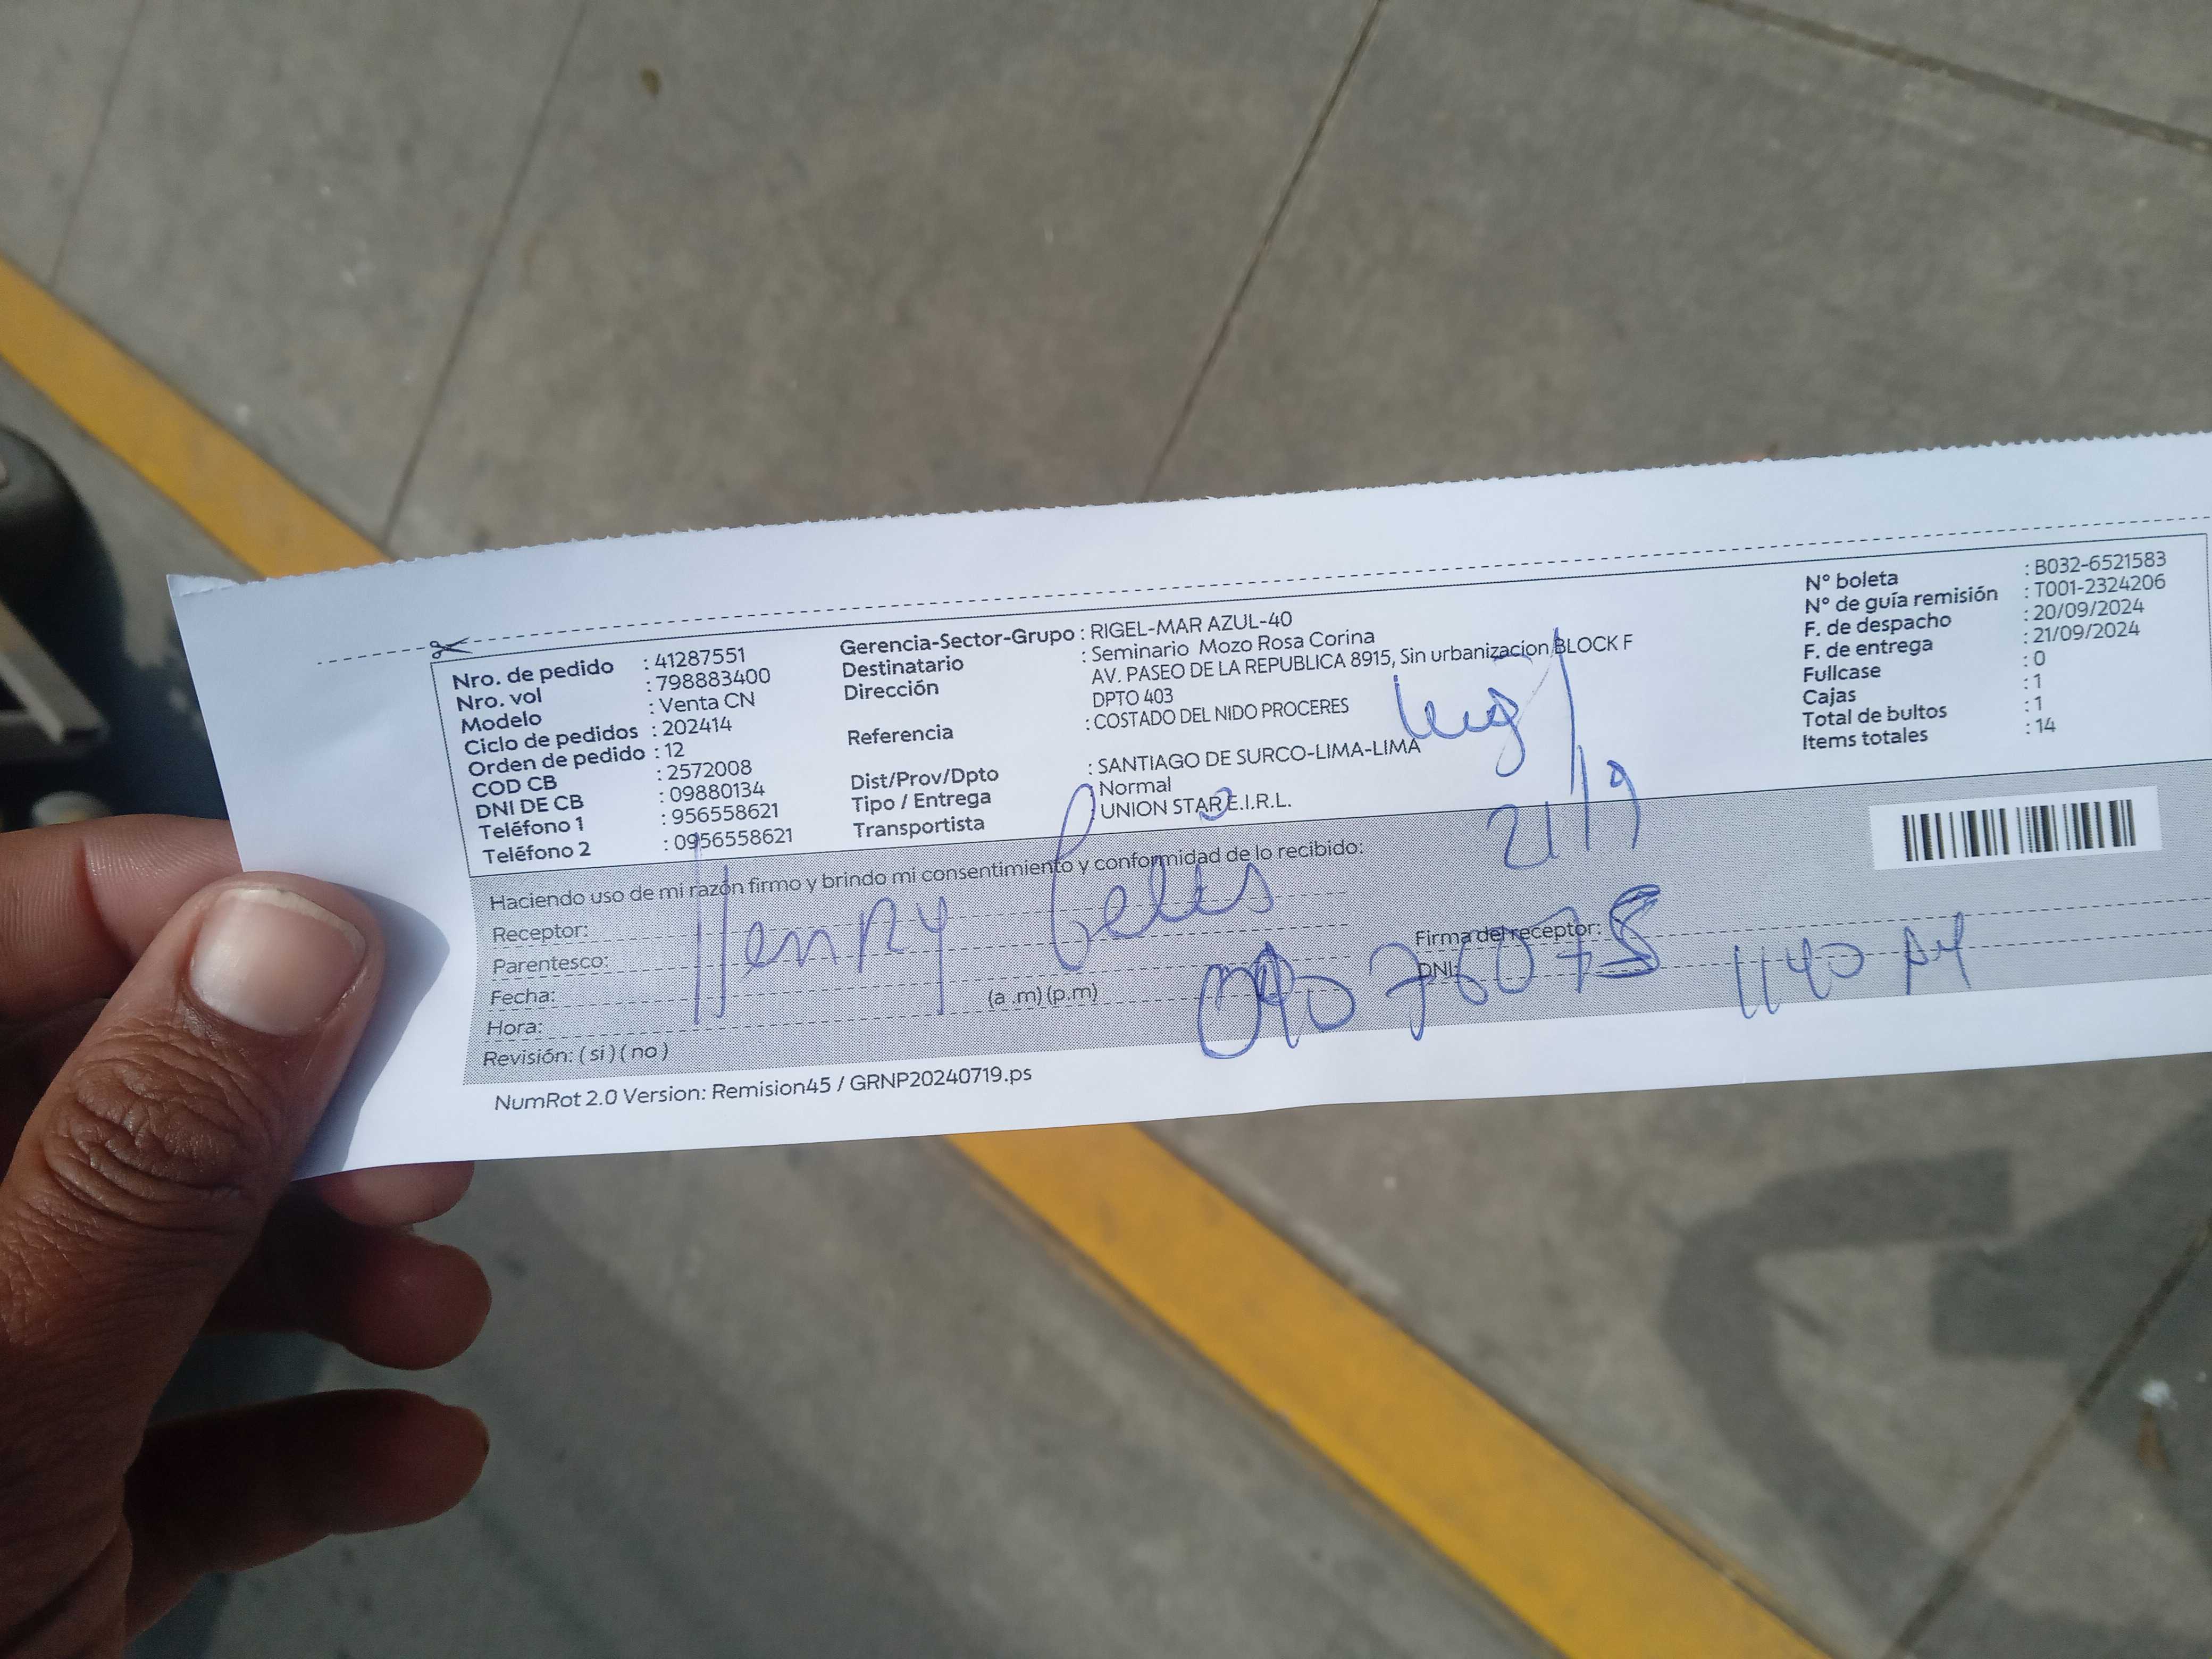 Nro. de pedido : 41287551
Nro. vol : 798883400
Modelo : Venta CN
Ciclo de pedidos : 202414
Orden de pedido : 12
COD CB : 2572008
DNI DE CB : 09880134
Teléfono 1 : 956558621
Teléfono 2 : 0956558621
Gerencia-Sector-Grupo : RIGEL-MAR AZUL-40
Destinatario : Seminario Mozo Rosa Corina
Dirección AV. PASEO DE LA REPUBLICA 8915, Sin urbanizacion BLOCK F
DPTO 403
Referencia : COSTADO DEL NIDO PROCERES
Dist/Prov/Dpto : SANTIAGO DE SURCO-LIMA-LIMA
Tipo / Entrega : Normal
Transportista : UNION STAR E.I.R.L.
N° boleta : B032-6521583
N° de guía remisión : T001-2324206
F. de despacho : 20/09/2024
F. de entrega : 21/09/2024
Fullcase : 0
Cajas : 1
Total de bultos : 1
Items totales : 14
21/9
Haciendo uso de mi razón firmo y brindo mi consentimiento y conformidad de lo recibido:
Receptor:
Parentesco:
Henry Celis
Fecha:
Hora: (a .m) (p.m)
Revisión: ( si ) ( no )
Firma del receptor:
DNI:
1140 AM
NumRot 2.0 Version: Remision45 / GRNP20240719.ps